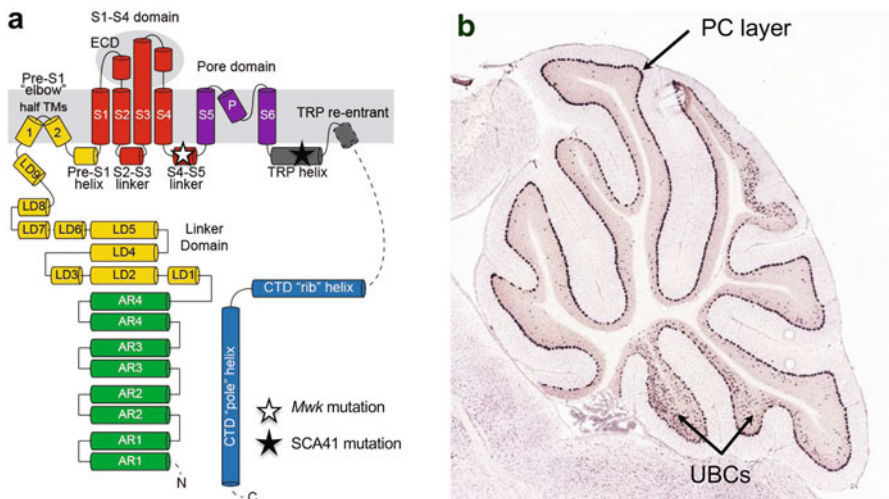 a
S1-S4 domain
ECD
Pore domain
Pre-S1
"elbow"
half TMs
TRP re-entrant
1
2
S1
S2
S3
S4
S5
P
S6
LD9
Pre-S1
helix
S2-S3
linker
S4-S5
linker
TRP helix
LD8
LD7
LD6
LD5
Linker
Domain
LD4
LD3
LD2
LD1
CTD "rib" helix
AR4
AR4
AR3
AR3
AR2
AR2
AR1
AR1
N
CTD "pole" helix
C
Mwk mutation
SCA41 mutation
b
PC layer
UBCs